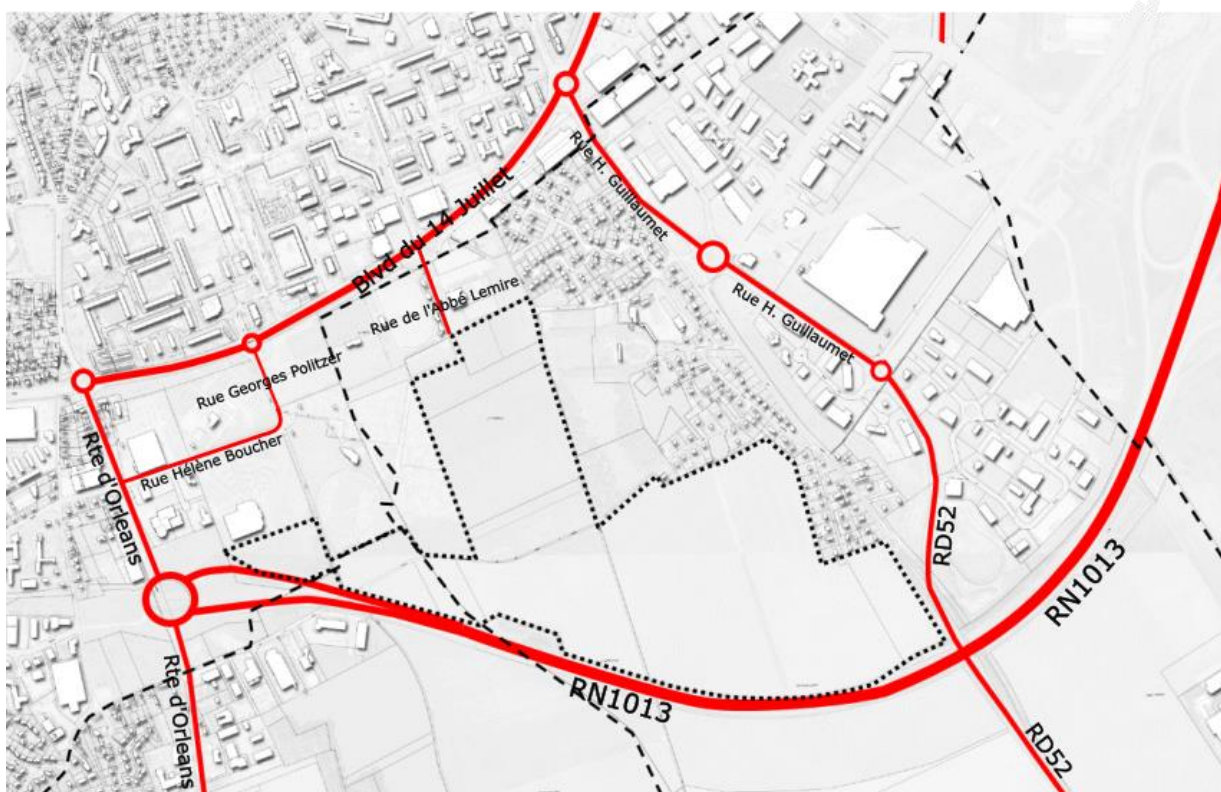 Rue H. Guillaumet
Blvd du 14 Juillet
Rue H. Guillaumet
Rue de l'Abbé Lemire
Rue Georges Politzer
Rue Hélène Boucher
Rte d'Orleans
RD52
RN1013
Rte d'Orleans
RN1013
RD52